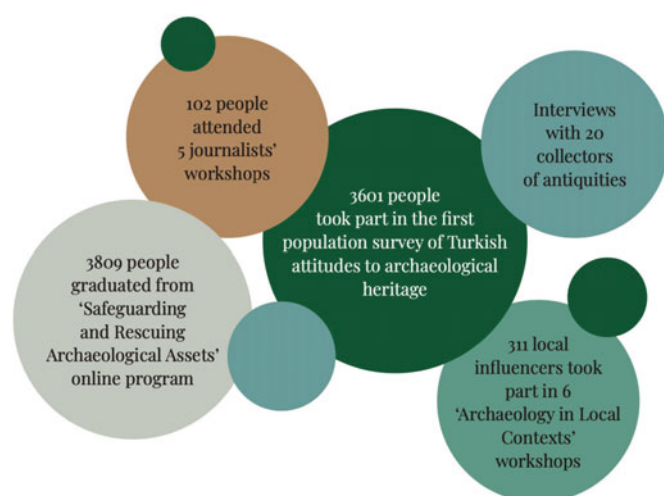 102 people
attended
5 journalists’
workshops
Interviews
with 20
collectors
of antiquities
3601 people
took part in the first
population survey of Turkish
attitudes to archaeological
heritage
3809 people
graduated from
‘Safeguarding
and Rescuing
Archaeological Assets’
online program
311 local
influencers took
part in 6
‘Archaeology in Local
Contexts’
workshops